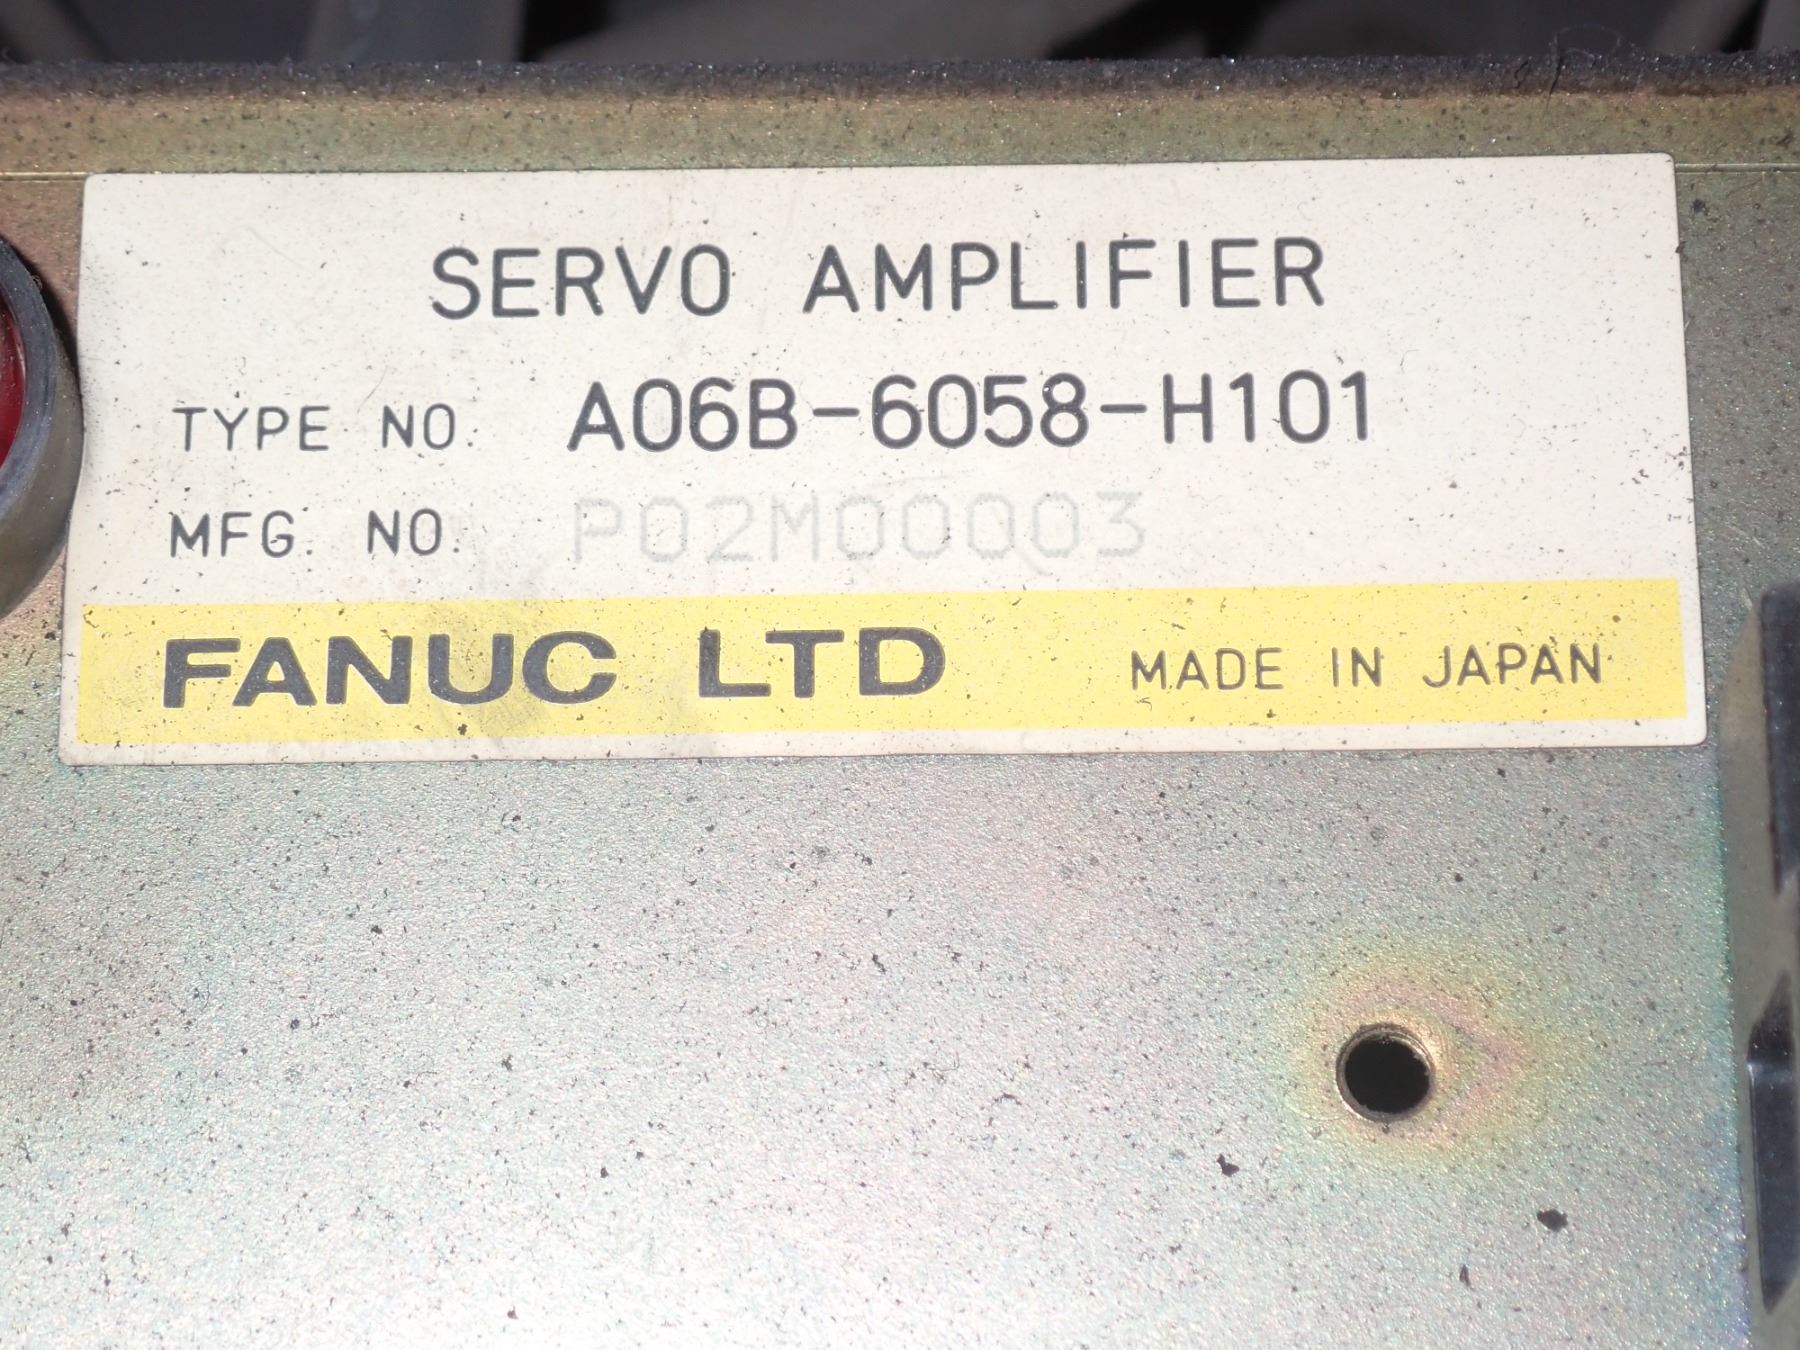 SERVO AMPLIFIER
TYPE NO. A06B-6058-H101
MFG. NO. P02M00003
FANUC LTD MADE IN JAPAN